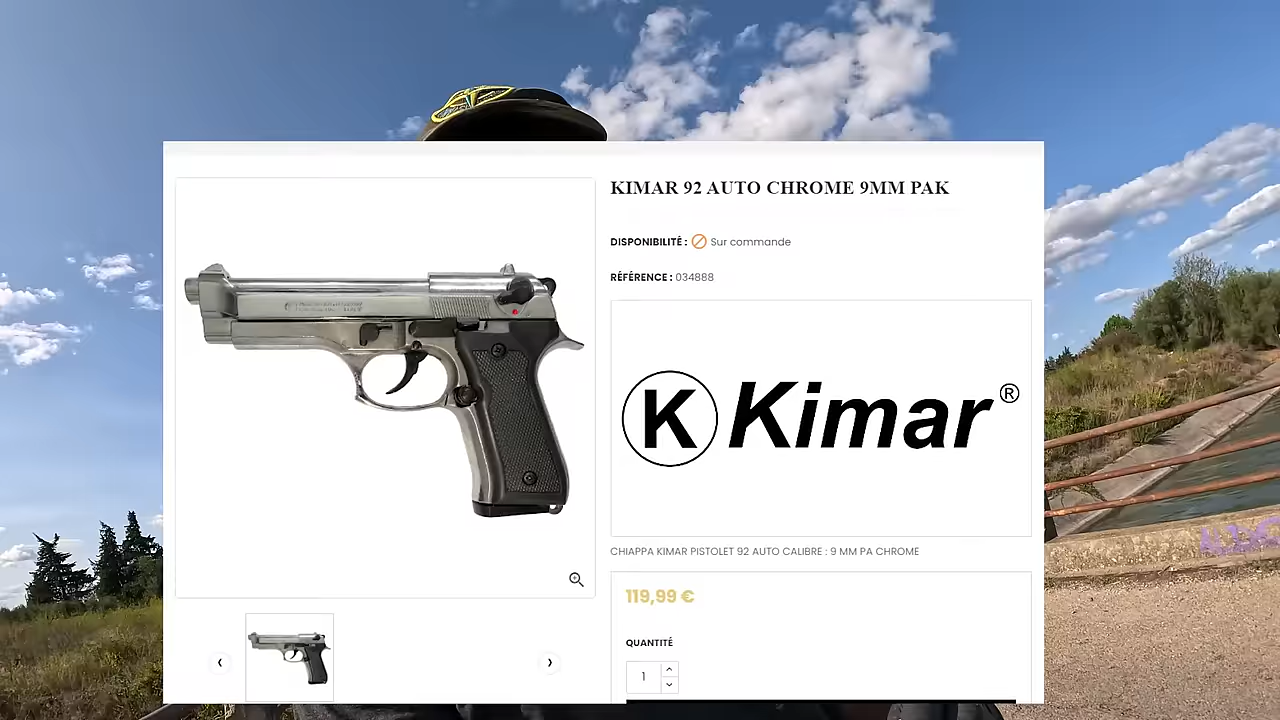 KIMAR 92 AUTO CHROME 9MM PAK
DISPONIBILITÉ : Sur commande
RÉFÉRENCE : 034888
K Kimar®
CHIAPPA KIMAR PISTOLET 92 AUTO CALIBRE : 9 MM PA CHROME
119,99 €
QUANTITÉ
1